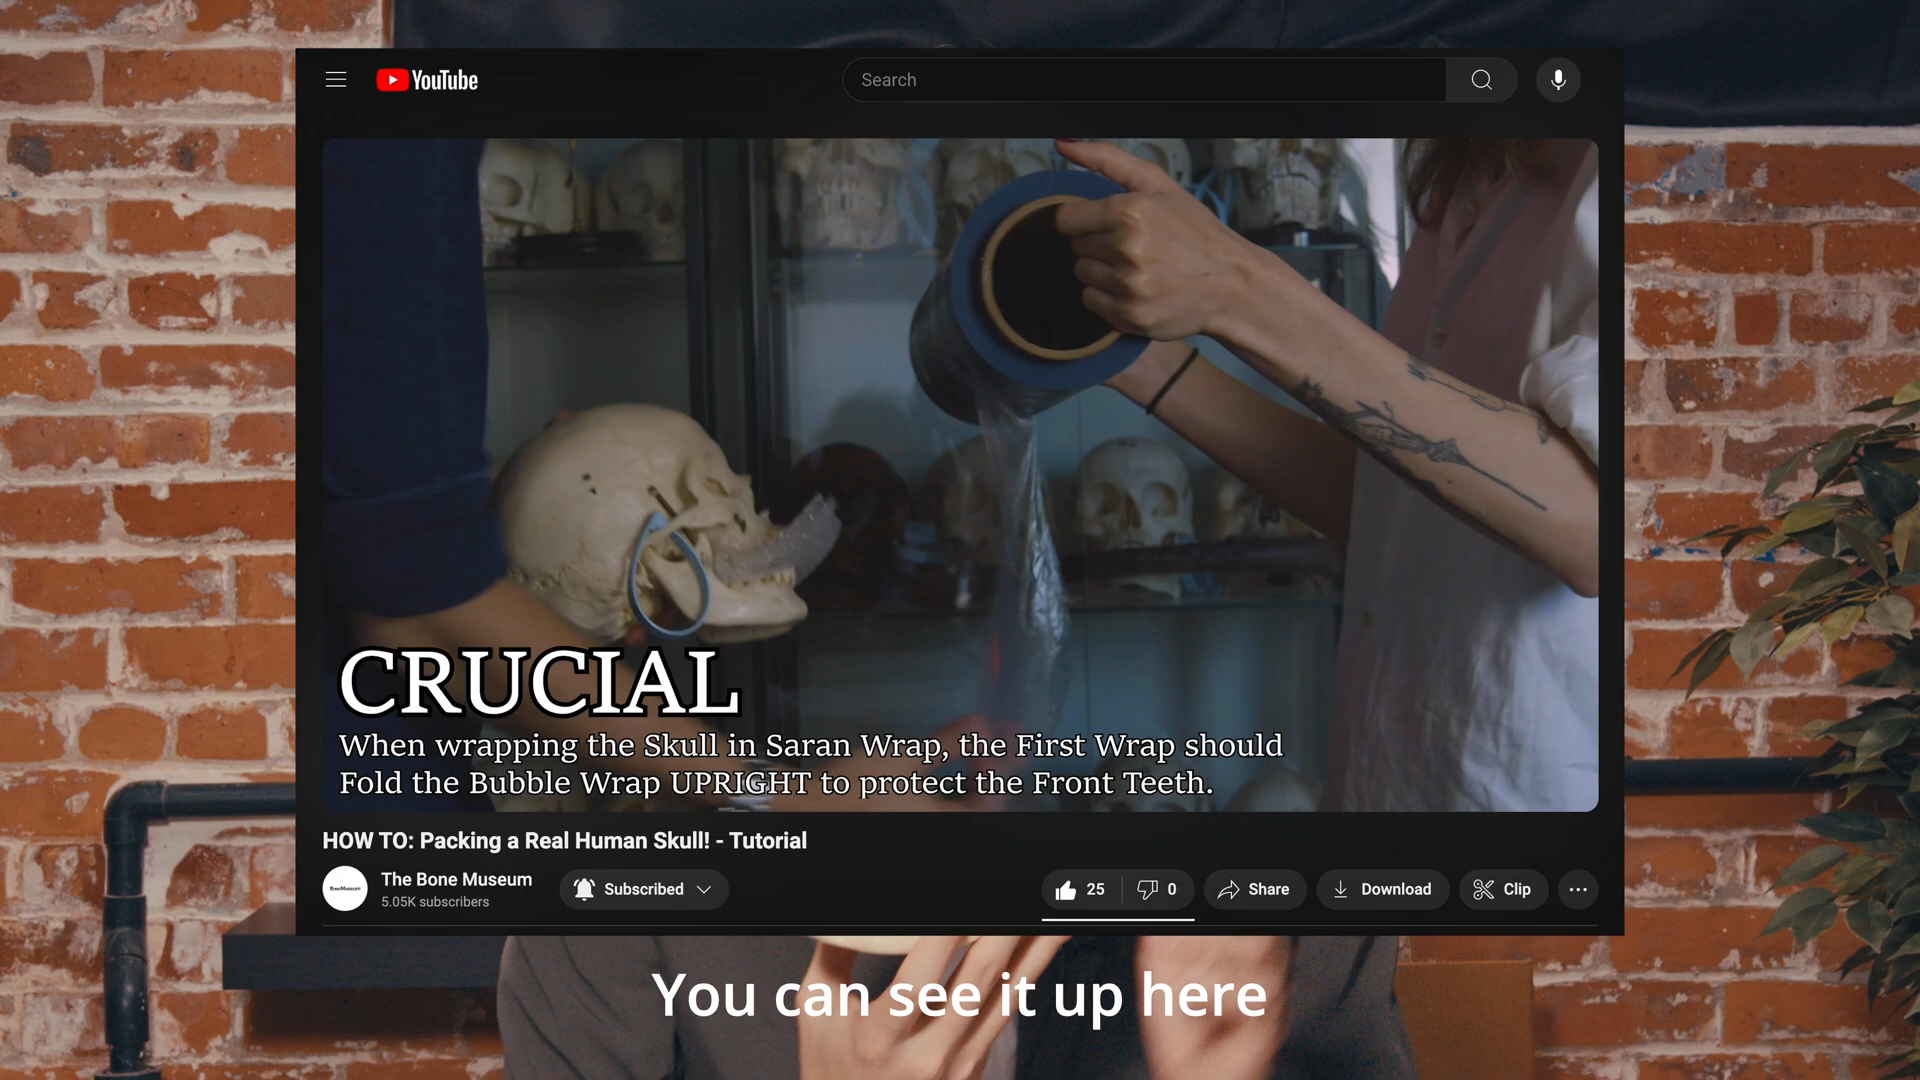 YouTube
Search
CRUCIAL
When wrapping the Skull in Saran Wrap, the First Wrap should
Fold the Bubble Wrap UPRIGHT to protect the Front Teeth.
HOW TO: Packing a Real Human Skull! - Tutorial
BoneMuseum
The Bone Museum
5.05K subscribers
Subscribed
25
0
Share
Download
Clip
You can see it up here